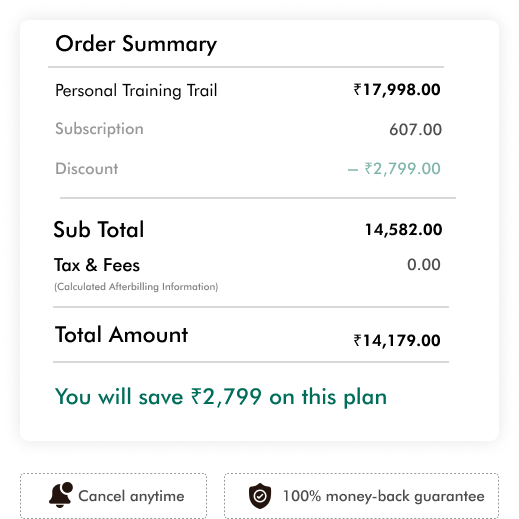 Order Summary
Personal Training Trail ₹17,998.00
Subscription 607.00
Discount – ₹2,799.00
Sub Total 14,582.00
Tax & Fees 0.00
(Calculated Afterbilling Information)
Total Amount ₹14,179.00
You will save ₹2,799 on this plan
Cancel anytime 100% money-back guarantee